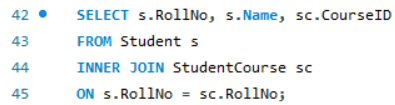 42 SELECT s.RollNo, s.Name, sc.CourseID
43 FROM Student s
44 INNER JOIN StudentCourse sc
45 ON s.RollNo = sc.RollNo;